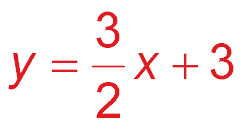 y = 3/2 x + 3